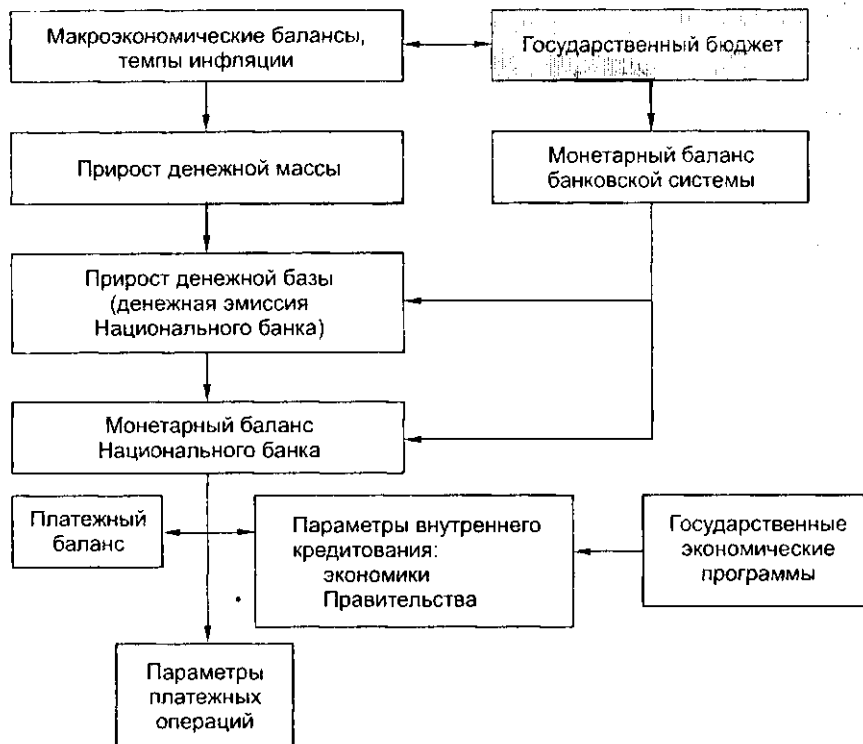 Макроэкономические балансы,
темпы инфляции
Государственный бюджет
Прирост денежной массы
Монетарный баланс
банковской системы
Прирост денежной базы
(денежная эмиссия
Национального банка)
Монетарный баланс
Национального банка
Платежный
баланс
Параметры внутреннего
кредитования:
экономики
Правительства
Государственные
экономические
программы
Параметры
платежных
операций